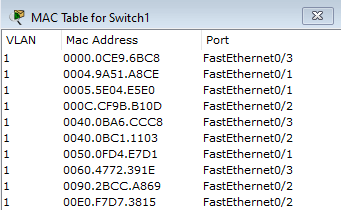 MAC Table for Switch1
VLAN Mac Address Port
1 0000.0CE9.6BC8 FastEthernet0/3
1 0004.9A51.A8CE FastEthernet0/1
1 0005.5E04.E5E0 FastEthernet0/1
1 000C.CF9B.B10D FastEthernet0/2
1 0040.0BA6.CCC8 FastEthernet0/3
1 0040.0BC1.1103 FastEthernet0/2
1 0050.0FD4.E7D1 FastEthernet0/1
1 0060.4772.391E FastEthernet0/3
1 0090.2BCC.A869 FastEthernet0/2
1 00E0.F7D7.3815 FastEthernet0/2